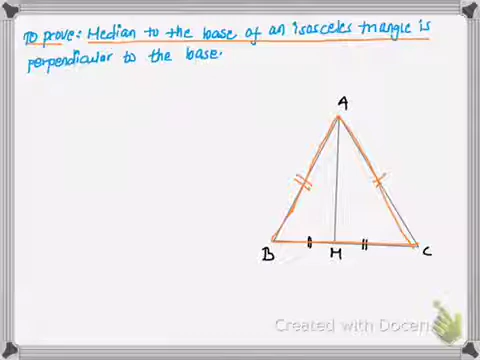 To prove: Median to the base of an isosceles triangle is
perpendicular to the base.
A
B
M
C
Created with Doceri